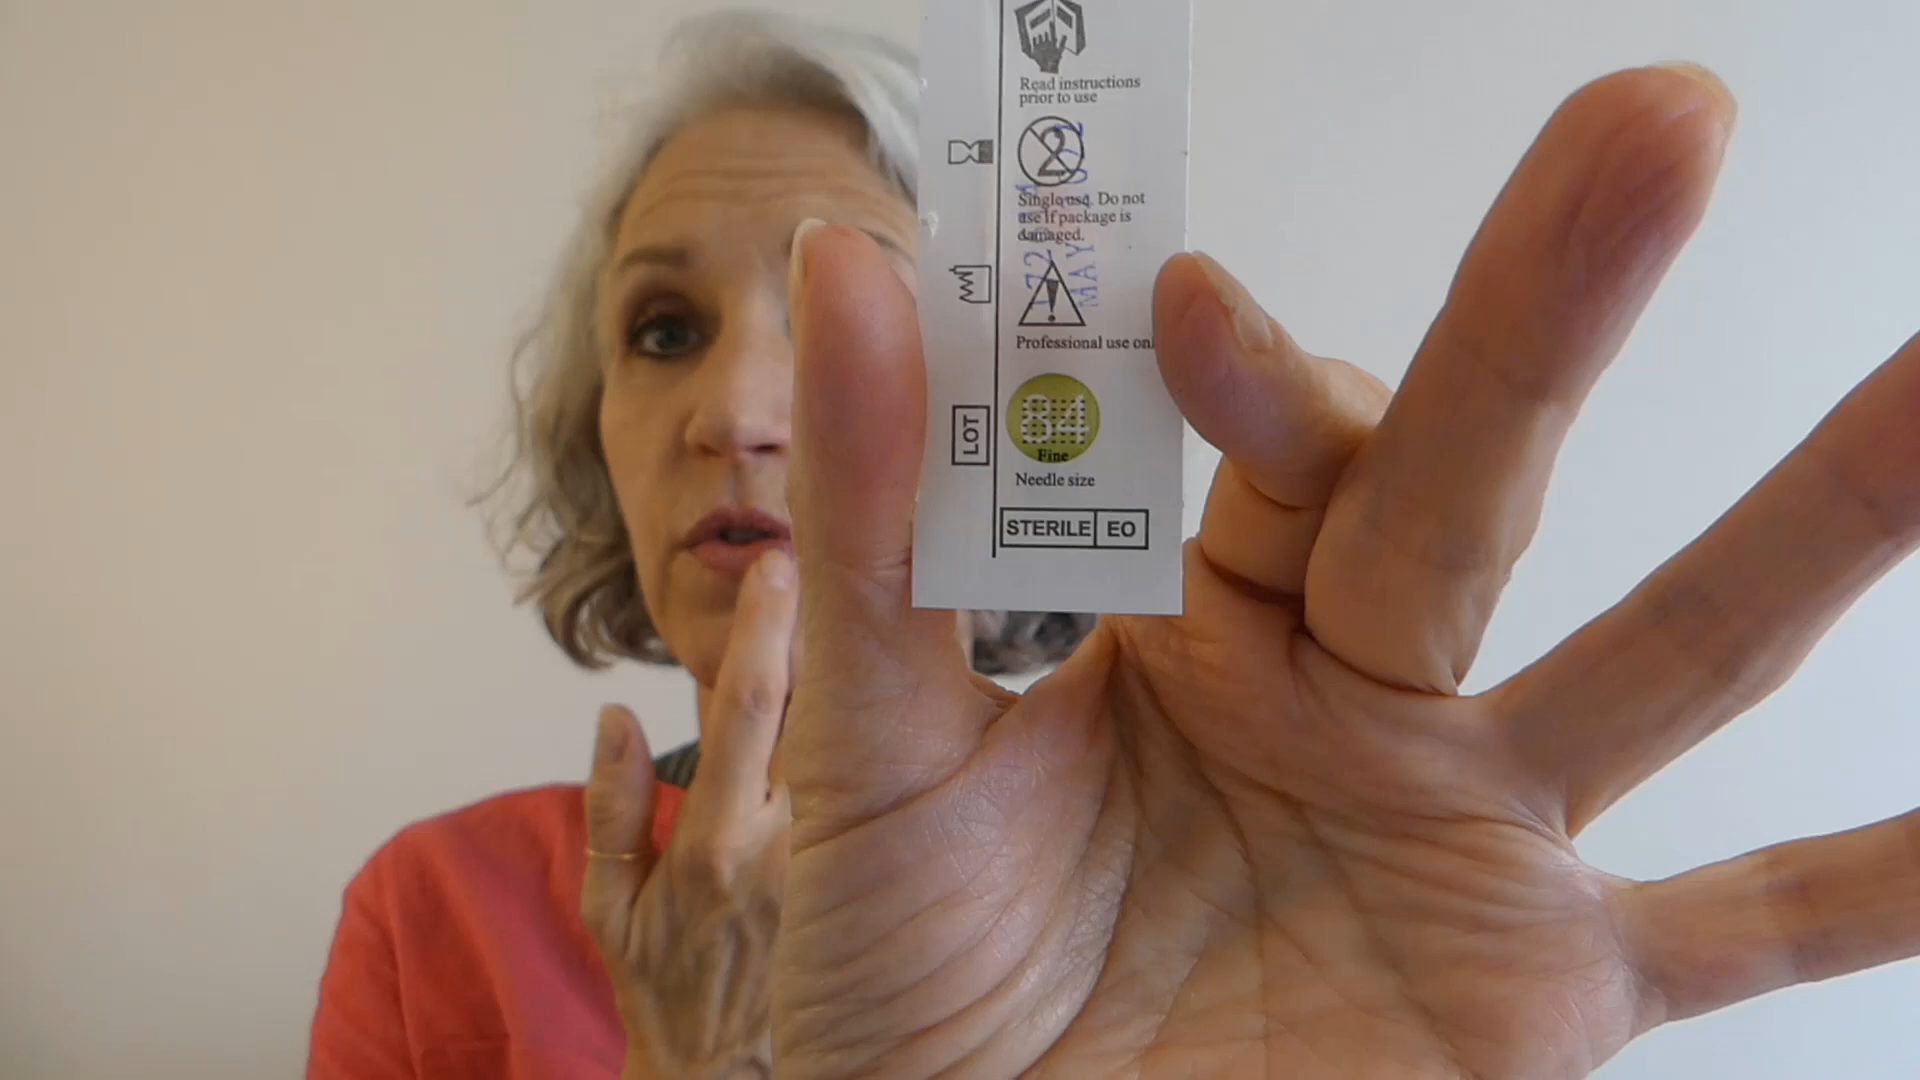 Read instructions
prior to use
2
Single use. Do not
use if package is
damaged.
MAY
Professional use
LOT
84
Fine
Needle size
STERILE EO